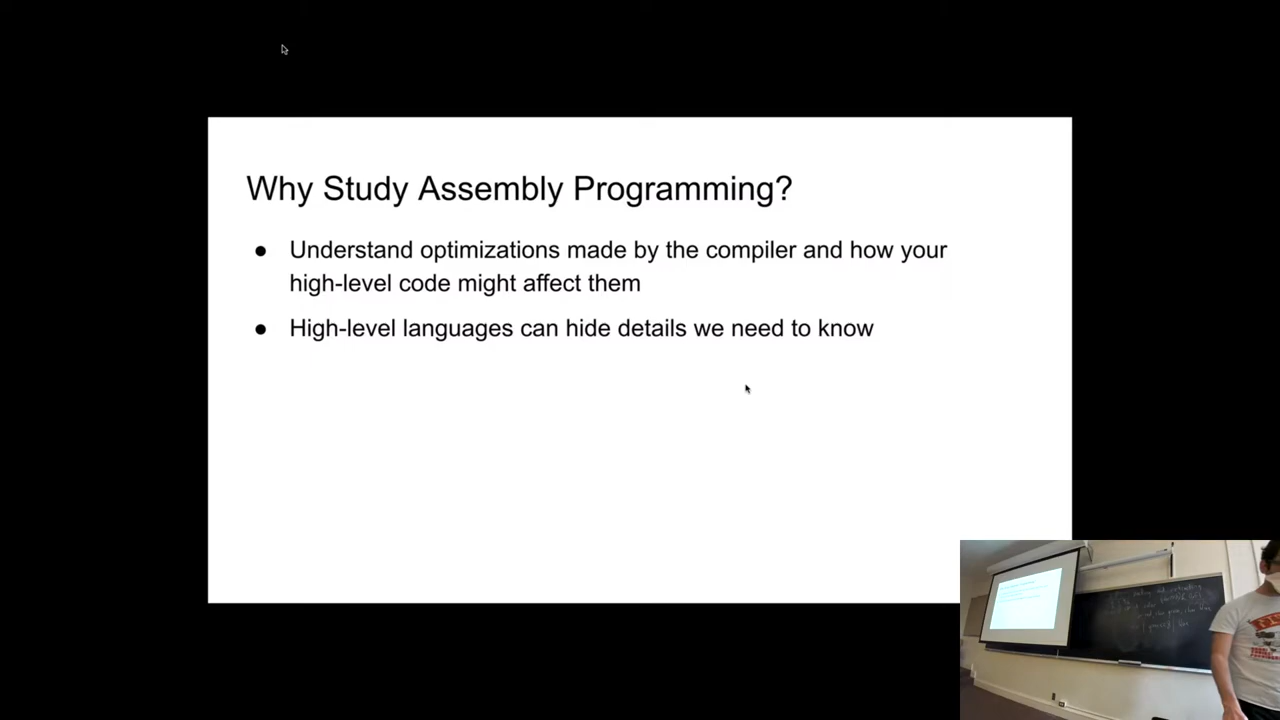 Why Study Assembly Programming?
● Understand optimizations made by the compiler and how your
high-level code might affect them
● High-level languages can hide details we need to know